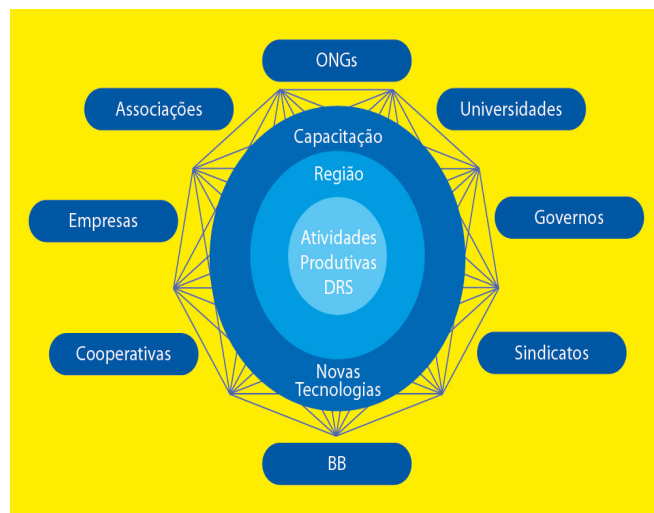 ONGs
Associações
Universidades
Capacitação
Região
Empresas
Governos
Atividades
Produtivas
DRS
Cooperativas
Sindicatos
Novas
Tecnologias
BB